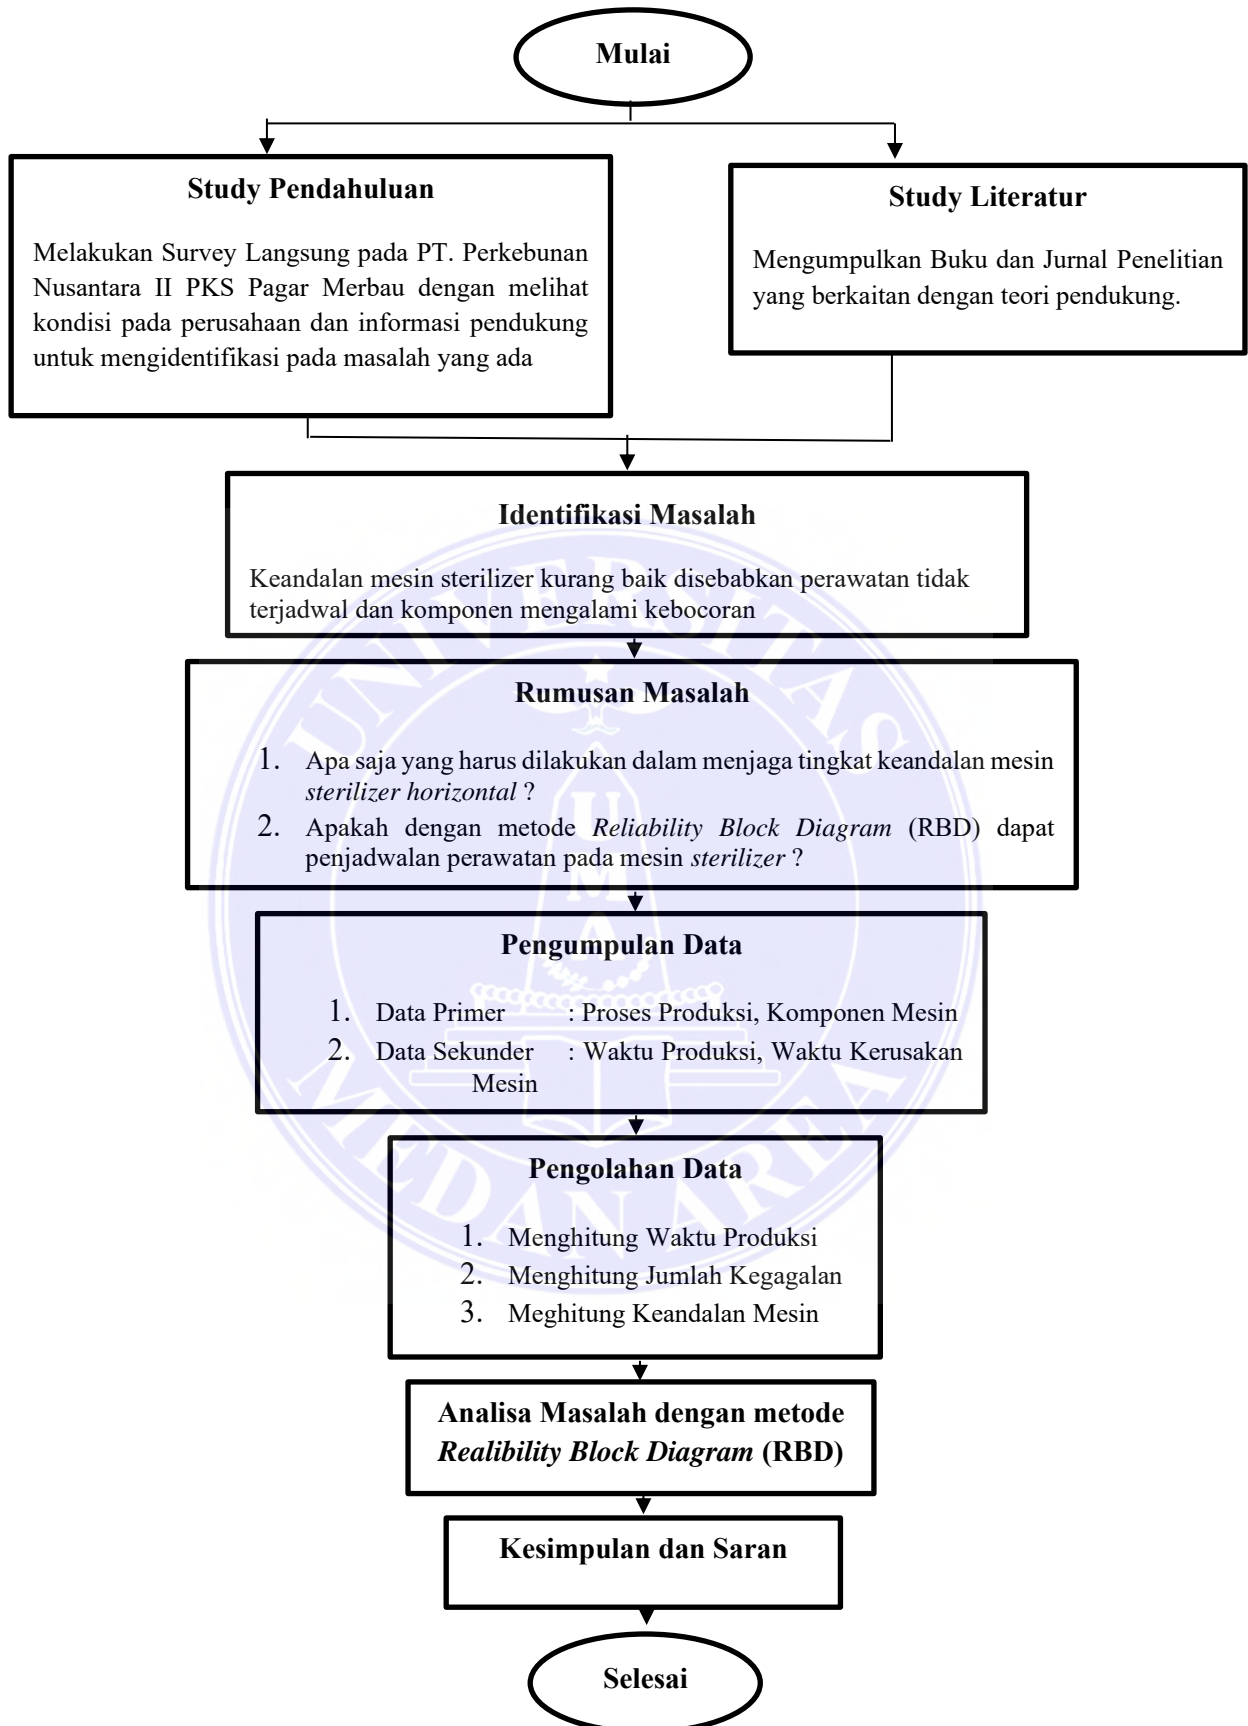 Mulai
Study Pendahuluan
Melakukan Survey Langsung pada PT. Perkebunan
Nusantara II PKS Pagar Merbau dengan melihat
kondisi pada perusahaan dan informasi pendukung
untuk mengidentifikasi pada masalah yang ada
Study Literatur
Mengumpulkan Buku dan Jurnal Penelitian
yang berkaitan dengan teori pendukung.
Identifikasi Masalah
Keandalan mesin sterilizer kurang baik disebabkan perawatan tidak
terjadwal dan komponen mengalami kebocoran
Rumusan Masalah
1. Apa saja yang harus dilakukan dalam menjaga tingkat keandalan mesin
sterilizer horizontal ?
2. Apakah dengan metode Reliability Block Diagram (RBD) dapat
penjadwalan perawatan pada mesin sterilizer ?
Pengumpulan Data
1. Data Primer : Proses Produksi, Komponen Mesin
2. Data Sekunder : Waktu Produksi, Waktu Kerusakan
Mesin
Pengolahan Data
1. Menghitung Waktu Produksi
2. Menghitung Jumlah Kegagalan
3. Meghitung Keandalan Mesin
Analisa Masalah dengan metode
Realibility Block Diagram (RBD)
Kesimpulan dan Saran
Selesai
UNIVERSITAS
UMA
MEDAN AREA